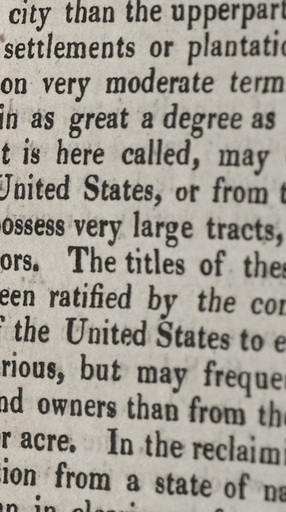 city than the upperpart
settlements or plantatio
on very moderate term
in as great a degree as
t is here called, may
United States, or from t
ossess very large tracts,
ors. The titles of thes
een ratified by the con
f the United States to e
rious, but may freque
nd owners than from th
r acre. In the reclaim
ion from a state of na